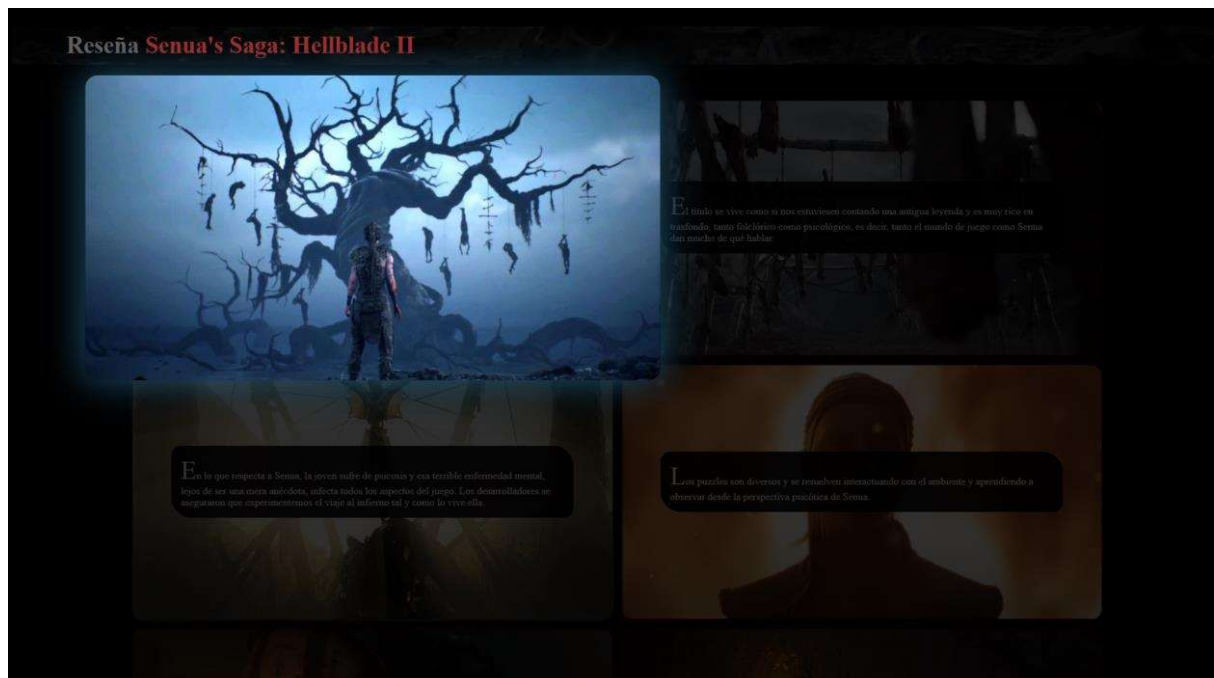 Reseña Senua's Saga: Hellblade II
El título se vive como si nos estuviesen contando una antigua leyenda y es muy rico en
trasfondo, tanto folclórico como psicológico, es decir, tanto el mundo de juego como Senua
dan mucho de qué hablar.
En lo que respecta a Senua, la joven sufre de psicosis y esa terrible enfermedad mental,
lejos de ser una mera anécdota, infecta todos los aspectos del juego. Los desarrolladores se
aseguraron que experimentemos el viaje al infierno tal y como lo vive ella.
Los puzzles son diversos y se resuelven interactuando con el ambiente y aprendiendo a
observar desde la perspectiva psicótica de Senua.